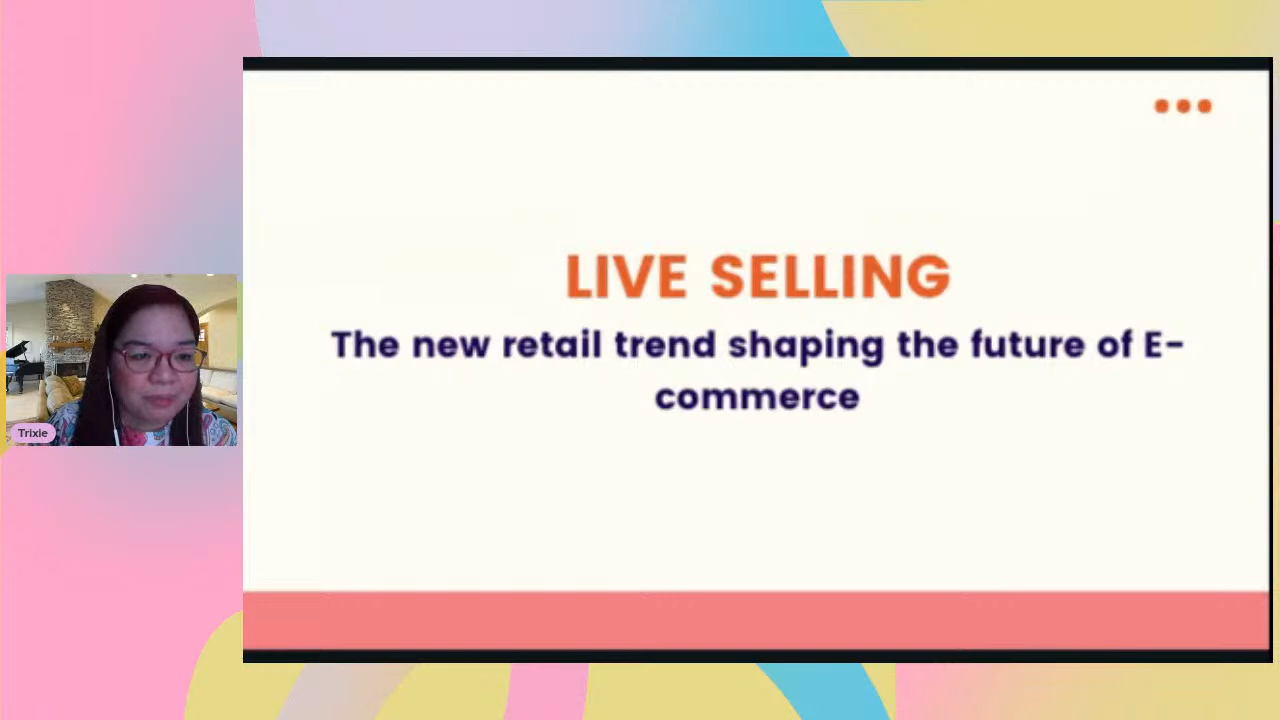 LIVE SELLING
The new retail trend shaping the future of E-
commerce
Trixie